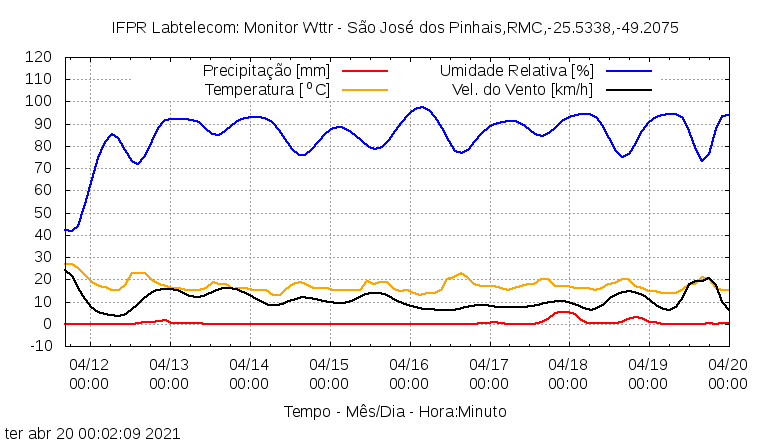 IFPR Labtelecom: Monitor Wttr - São José dos Pinhais,RMC,-25.5338,-49.2075
120
110
100
90
80
70
60
50
40
30
20
10
0
-10
Precipitação [mm]
Temperatura [⁰C]
Umidade Relativa [%]
Vel. do Vento [km/h]
04/12 04/13 04/14 04/15 04/16 04/17 04/18 04/19 04/20
00:00 00:00 00:00 00:00 00:00 00:00 00:00 00:00 00:00
Tempo - Mês/Dia - Hora:Minuto
ter abr 20 00:02:09 2021